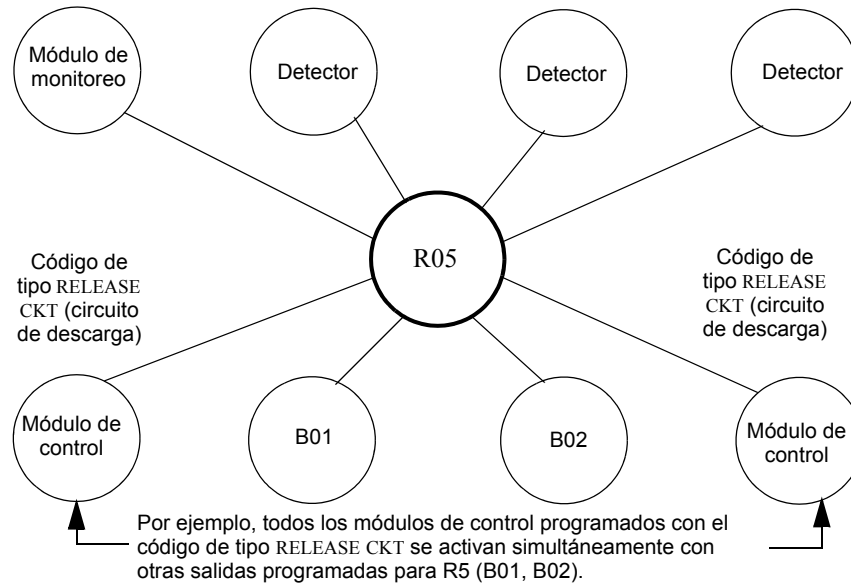 Módulo de
monitoreo
Detector
Detector
Detector
R05
Código de
tipo RELEASE
CKT (circuito
de descarga)
Código de
tipo RELEASE
CKT (circuito
de descarga)
Módulo de
control
B01
B02
Módulo de
control
Por ejemplo, todos los módulos de control programados con el
código de tipo RELEASE CKT se activan simultáneamente con
otras salidas programadas para R5 (B01, B02).